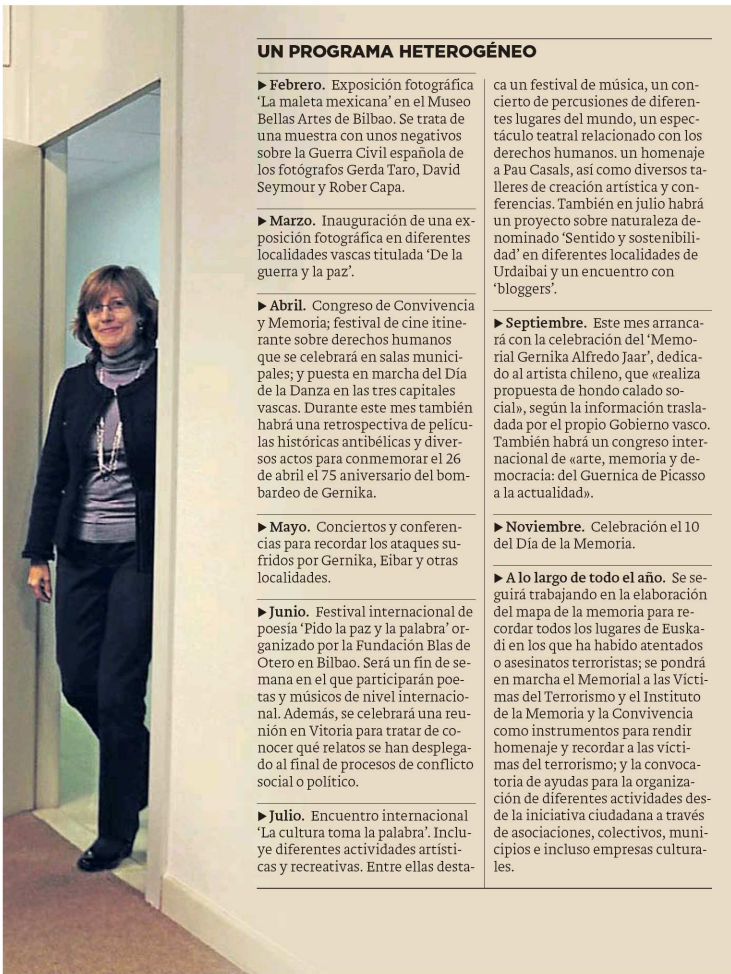 UN PROGRAMA HETEROGÉNEO
▶ Febrero. Exposición fotográfica
‘La maleta mexicana’ en el Museo
Bellas Artes de Bilbao. Se trata de
una muestra con unos negativos
sobre la Guerra Civil española de
los fotógrafos Gerda Taro, David
Seymour y Rober Capa.
▶ Marzo. Inauguración de una ex-
posición fotográfica en diferentes
localidades vascas titulada ‘De la
guerra y la paz’.
▶ Abril. Congreso de Convivencia
y Memoria; festival de cine itine-
rante sobre derechos humanos
que se celebrará en salas munici-
pales; y puesta en marcha del Día
de la Danza en las tres capitales
vascas. Durante este mes también
habrá una retrospectiva de pelícu-
las históricas antibélicas y diver-
sos actos para conmemorar el 26
de abril el 75 aniversario del bom-
bardeo de Gernika.
▶ Mayo. Conciertos y conferen-
cias para recordar los ataques su-
fridos por Gernika, Eibar y otras
localidades.
▶ Junio. Festival internacional de
poesía ‘Pido la paz y la palabra’ or-
ganizado por la Fundación Blas de
Otero en Bilbao. Será un fin de se-
mana en el que participarán poe-
tas y músicos de nivel internacio-
nal. Además, se celebrará una reu-
nión en Vitoria para tratar de co-
nocer qué relatos se han desplega-
do al final de procesos de conflicto
social o político.
▶ Julio. Encuentro internacional
‘La cultura toma la palabra’. Inclu-
ye diferentes actividades artísti-
cas y recreativas. Entre ellas desta-
ca un festival de música, un con-
cierto de percusiones de diferen-
tes lugares del mundo, un espec-
táculo teatral relacionado con los
derechos humanos. un homenaje
a Pau Casals, así como diversos ta-
lleres de creación artística y con-
ferencias. También en julio habrá
un proyecto sobre naturaleza de-
nominado ‘Sentido y sostenibili-
dad’ en diferentes localidades de
Urdaibai y un encuentro con
‘bloggers’.
▶ Septiembre. Este mes arranca-
rá con la celebración del ‘Memo-
rial Gernika Alfredo Jaar’, dedica-
do al artista chileno, que «realiza
propuesta de hondo calado so-
cial», según la información trasla-
dada por el propio Gobierno vasco.
También habrá un congreso inter-
nacional de «arte, memoria y de-
mocracia: del Guernica de Picasso
a la actualidad».
▶ Noviembre. Celebración el 10
del Día de la Memoria.
▶ A lo largo de todo el año. Se se-
guirá trabajando en la elaboración
del mapa de la memoria para re-
cordar todos los lugares de Euska-
di en los que ha habido atentados
o asesinatos terroristas; se pondrá
en marcha el Memorial a las Vícti-
mas del Terrorismo y el Instituto
de la Memoria y la Convivencia
como instrumentos para rendir
homenaje y recordar a las vícti-
mas del terrorismo; y la convoca-
toria de ayudas para la organiza-
ción de diferentes actividades des-
de la iniciativa ciudadana a través
de asociaciones, colectivos, muni-
cipios e incluso empresas cultura-
les.